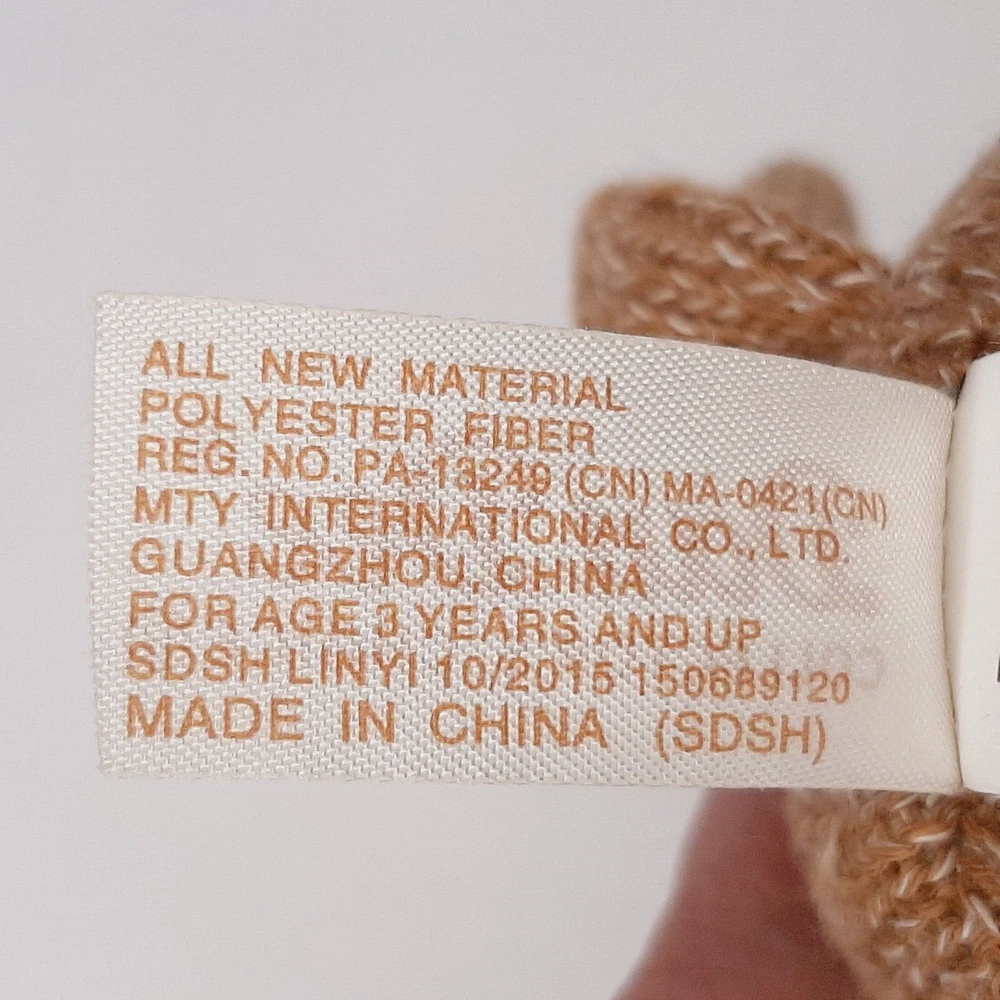 ALL NEW MATERIAL
POLYESTER FIBER
REG. NO. PA-13249 (CN) MA-0421(CN)
MTY INTERNATIONAL CO., LTD.
GUANGZHOU, CHINA
FOR AGE 3 YEARS AND UP
SDSH LINYI 10/2015 150689120
MADE IN CHINA (SDSH)